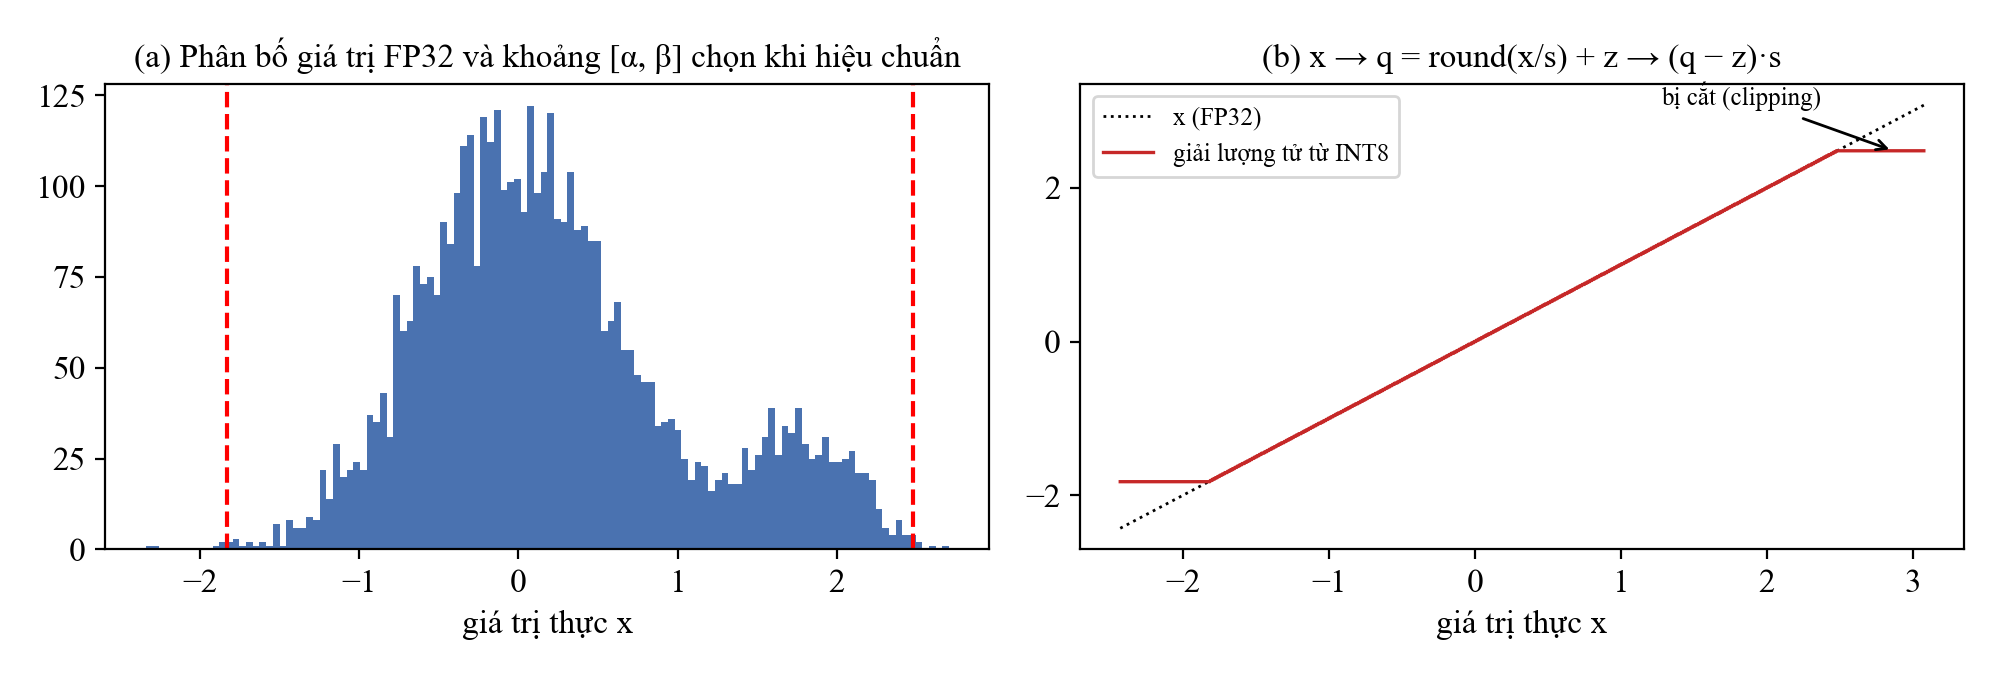 (a) Phân bố giá trị FP32 và khoảng [α, β] chọn khi hiệu chuẩn
125
100
75
50
25
0
−2
−1
0
1
2
giá trị thực x
(b) x → q = round(x/s) + z → (q − z)·s
bị cắt (clipping)
x (FP32)
giải lượng tử từ INT8
2
0
−2
−2
−1
0
1
2
3
giá trị thực x